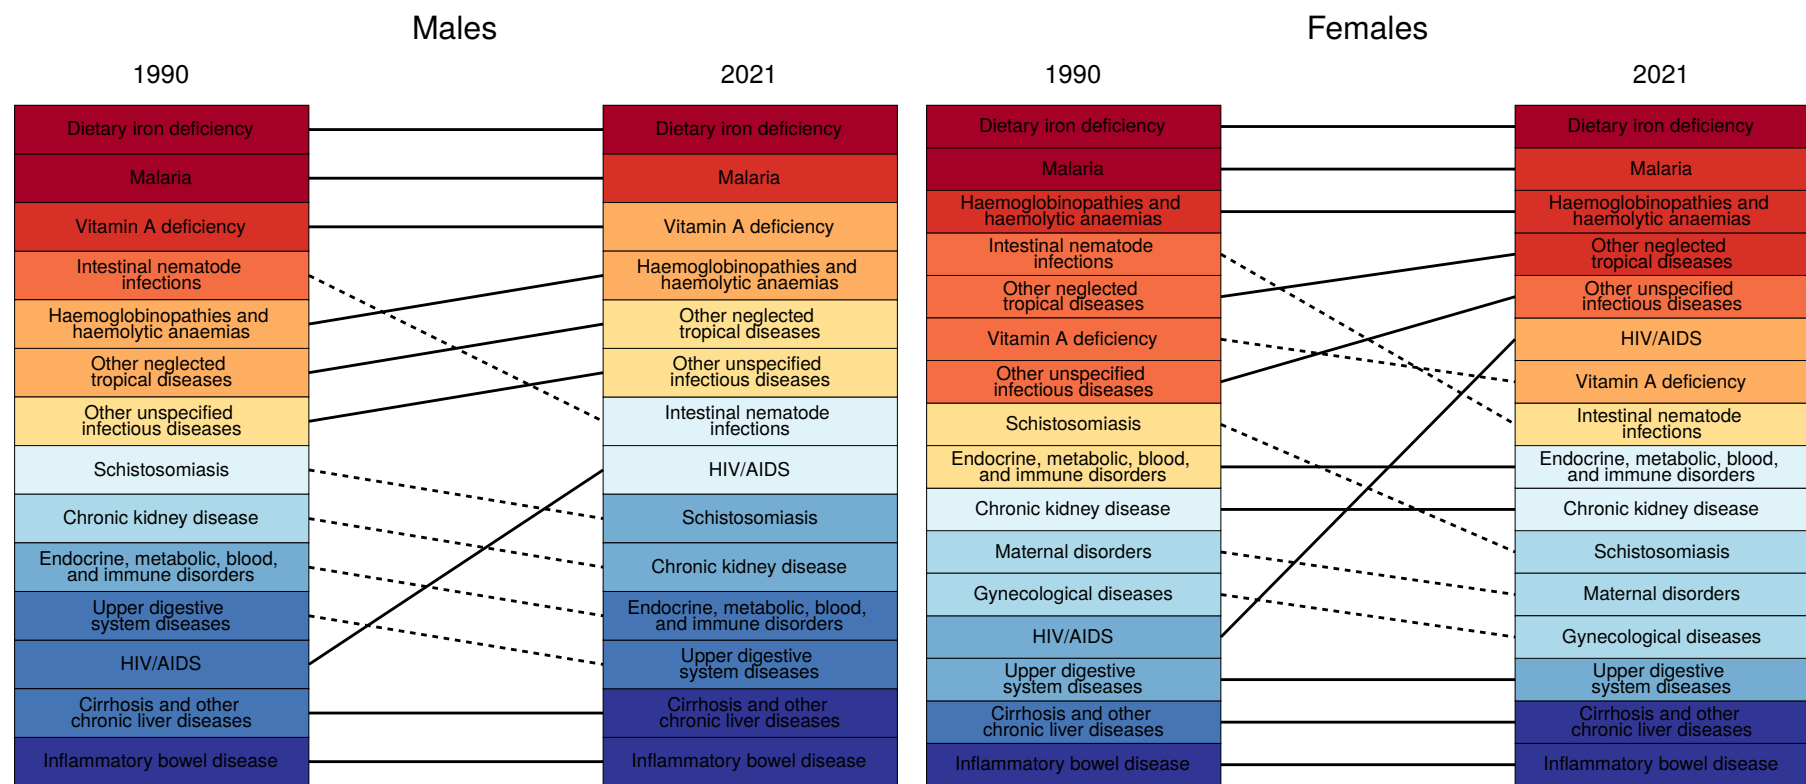 Males
1990
2021
Dietary iron deficiency
Malaria
Vitamin A deficiency
Intestinal nematode
infections
Haemoglobinopathies and
haemolytic anaemias
Other neglected
tropical diseases
Other unspecified
infectious diseases
Schistosomiasis
Chronic kidney disease
Endocrine, metabolic, blood,
and immune disorders
Upper digestive
system diseases
HIV/AIDS
Cirrhosis and other
chronic liver diseases
Inflammatory bowel disease
Dietary iron deficiency
Malaria
Vitamin A deficiency
Haemoglobinopathies and
haemolytic anaemias
Other neglected
tropical diseases
Other unspecified
infectious diseases
Intestinal nematode
infections
HIV/AIDS
Schistosomiasis
Chronic kidney disease
Endocrine, metabolic, blood,
and immune disorders
Upper digestive
system diseases
Cirrhosis and other
chronic liver diseases
Inflammatory bowel disease
Females
1990
2021
Dietary iron deficiency
Malaria
Haemoglobinopathies and
haemolytic anaemias
Intestinal nematode
infections
Other neglected
tropical diseases
Vitamin A deficiency
Other unspecified
infectious diseases
Schistosomiasis
Endocrine, metabolic, blood,
and immune disorders
Chronic kidney disease
Maternal disorders
Gynecological diseases
HIV/AIDS
Upper digestive
system diseases
Cirrhosis and other
chronic liver diseases
Inflammatory bowel disease
Dietary iron deficiency
Malaria
Haemoglobinopathies and
haemolytic anaemias
Other neglected
tropical diseases
Other unspecified
infectious diseases
HIV/AIDS
Vitamin A deficiency
Intestinal nematode
infections
Endocrine, metabolic, blood,
and immune disorders
Chronic kidney disease
Schistosomiasis
Maternal disorders
Gynecological diseases
Upper digestive
system diseases
Cirrhosis and other
chronic liver diseases
Inflammatory bowel disease